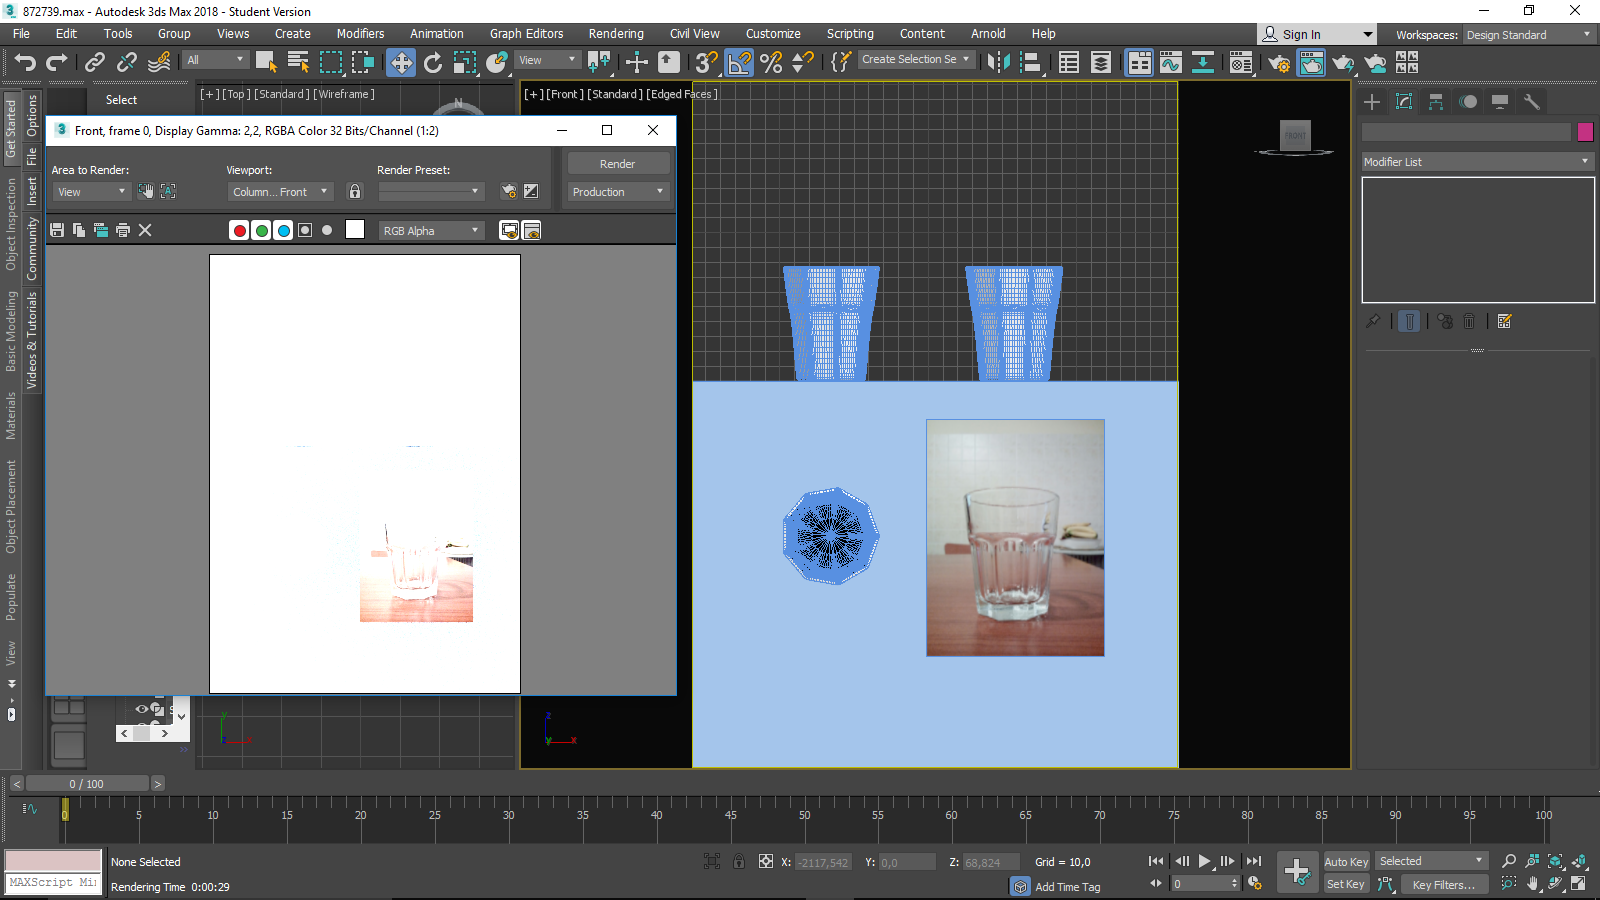 872739.max - Autodesk 3ds Max 2018 - Student Version
File Edit Tools Group Views Create Modifiers Animation Graph Editors Rendering Civil View Customize Scripting Content Arnold Help
Sign In
Workspaces: Design Standard
All
View
Create Selection Se
Select
[+] [Top] [Standard] [Wireframe]
[+] [Front] [Standard] [Edged Faces]
N
FRONT
Get Started
Object Inspection
Basic Modeling
Materials
Object Placement
Populate
View
Options
File
Insert
Community
Videos & Tutorials
Front, frame 0, Display Gamma: 2,2, RGBA Color 32 Bits/Channel (1:2)
Area to Render:
View
Viewport:
Column... Front
Render Preset:
Render
Production
RGB Alpha
Modifier List
y
z
x
z
y
x
0 / 100
0 5 10 15 20 25 30 35 40 45 50 55 60 65 70 75 80 85 90 95 100
None Selected
MAXScript Mi
Rendering Time 0:00:29
X: -2117,542
Y: 0,0
Z: 68,824
Grid = 10,0
Add Time Tag
0
Auto Key
Selected
Set Key
Key Filters...